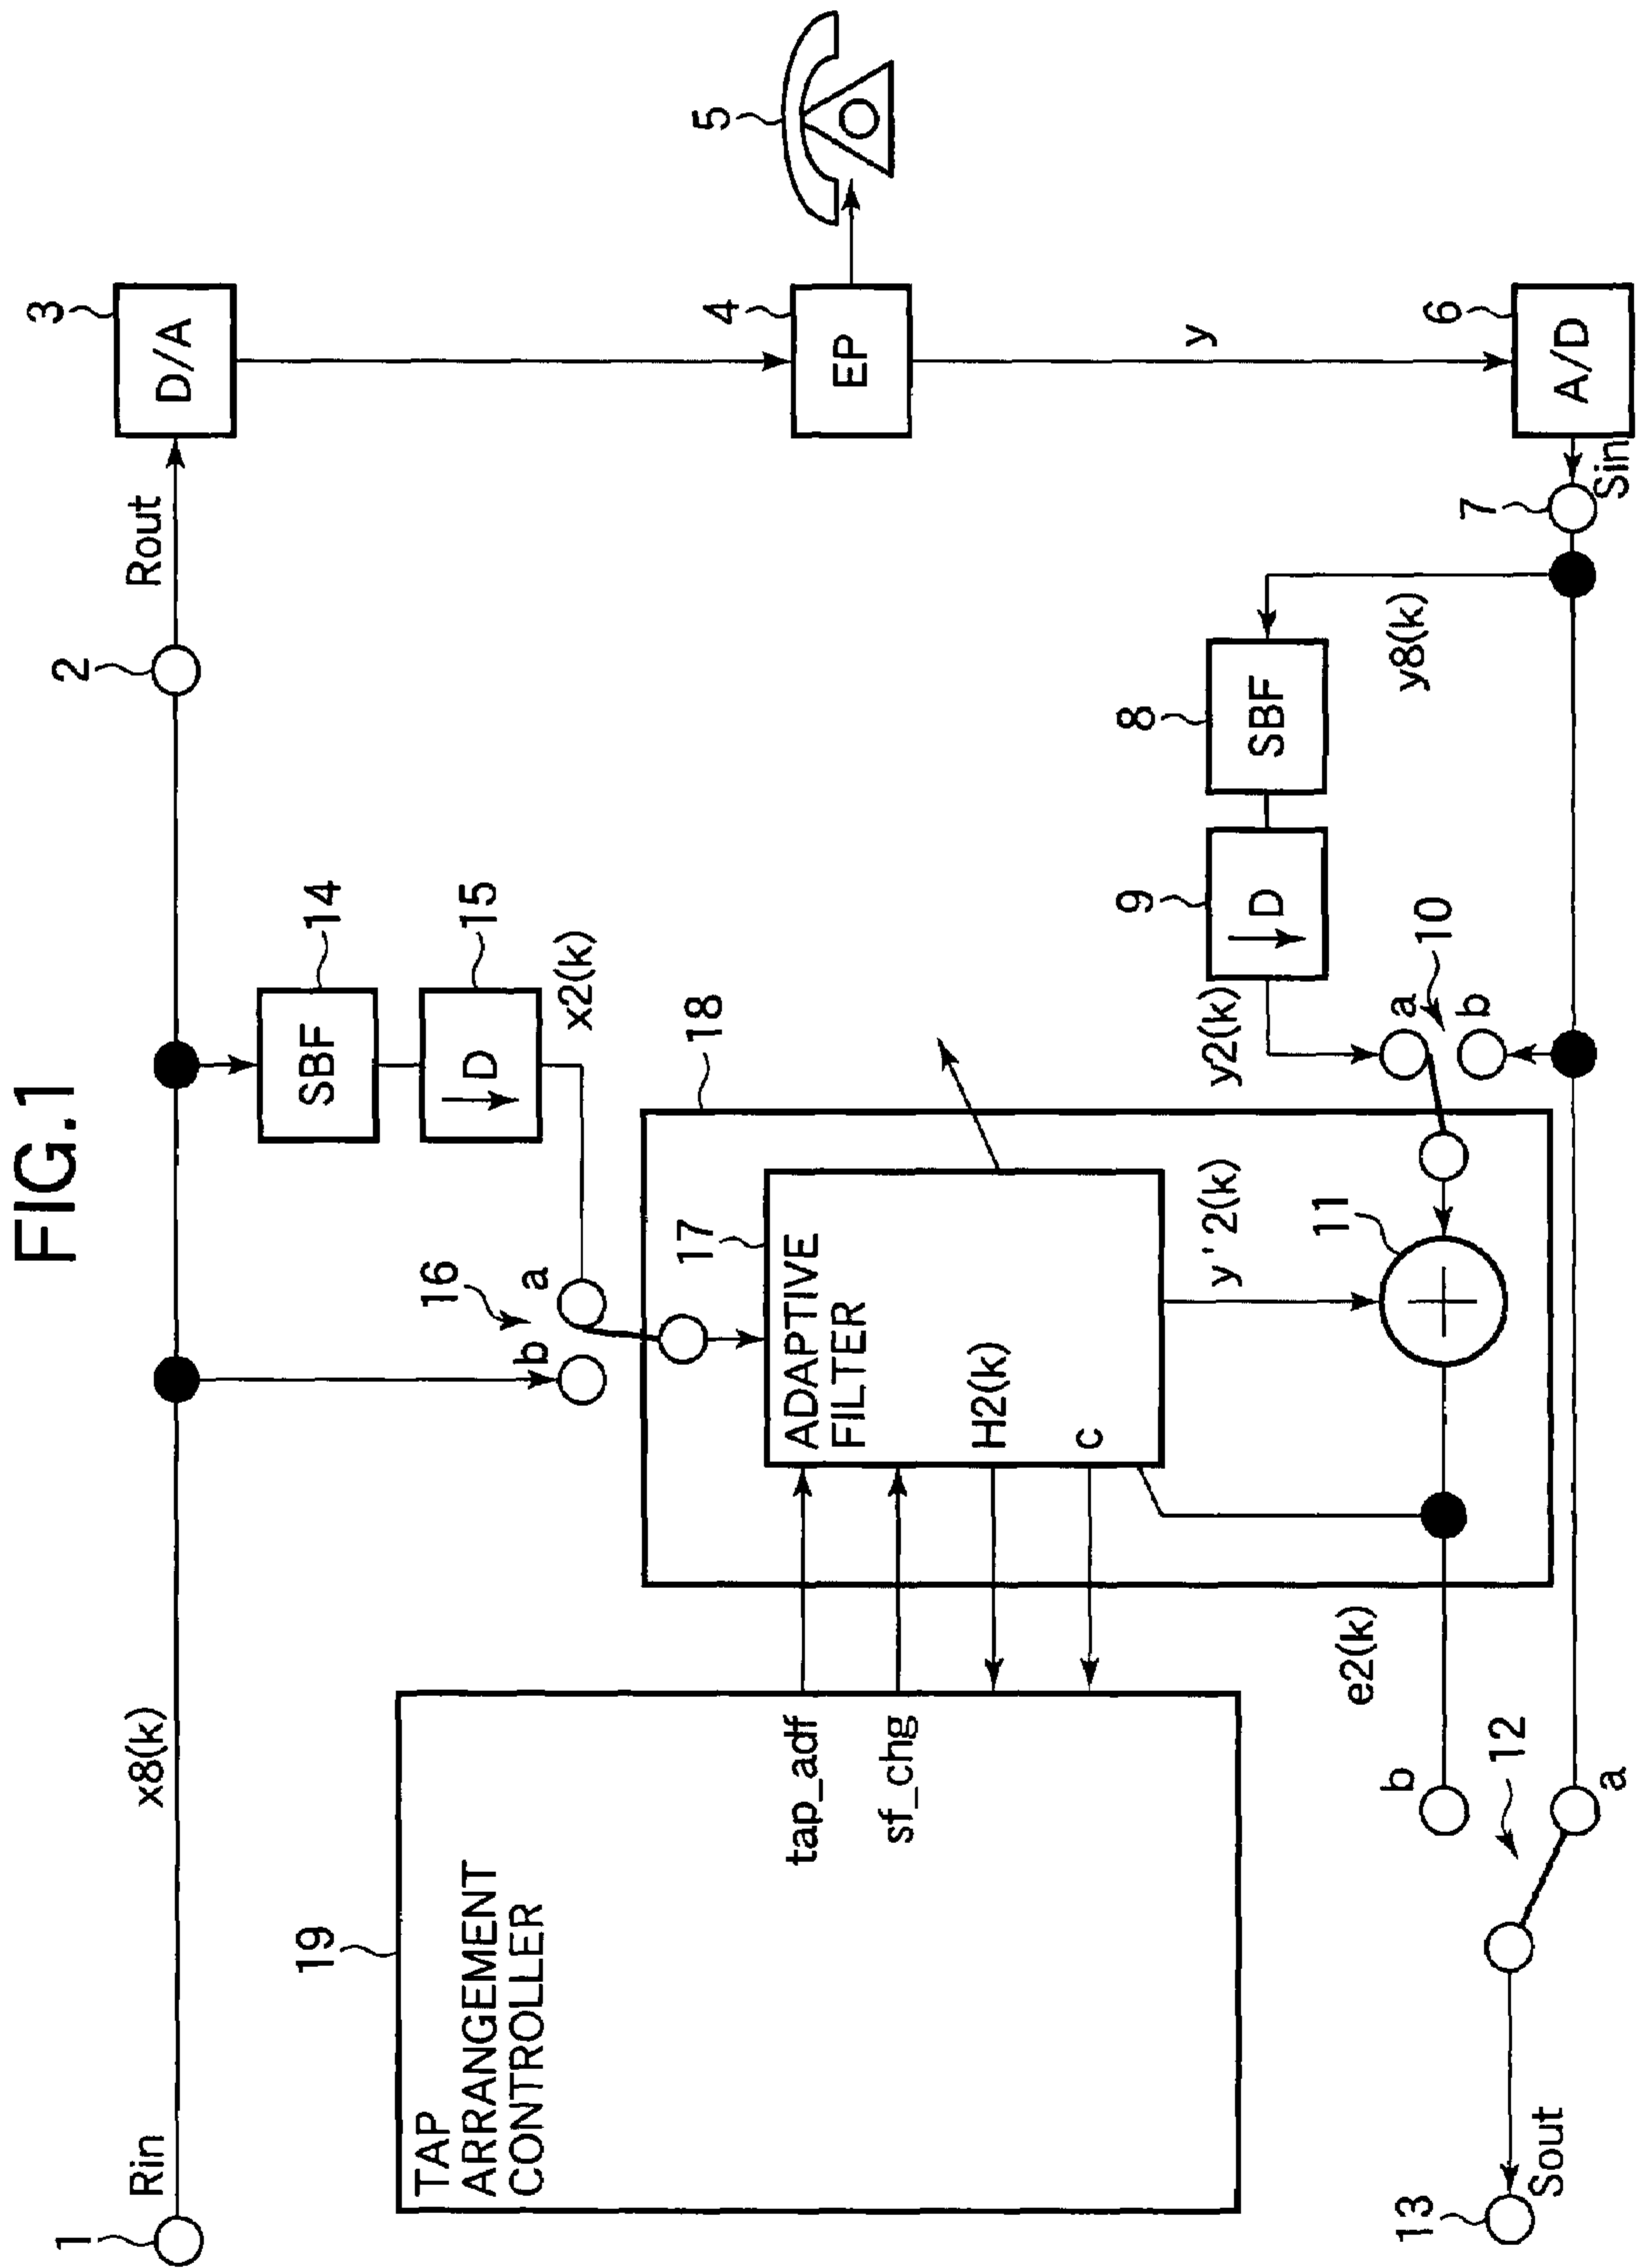 FIG.1
1
Rin
x8(k)
2
Rout
3
D/A
14
SBF
15
D
x2(k)
16
a
b
4
EP
5
y
19
TAP
ARRANGEMENT
CONTROLLER
tap_adf
sf_chg
18
17
ADAPTIVE
FILTER
H2(k)
c
y'2(k)
11
8
SBF
9
D
y2(k)
y8(k)
10
a
b
6
A/D
7
Sin
e2(k)
12
b
a
13
Sout